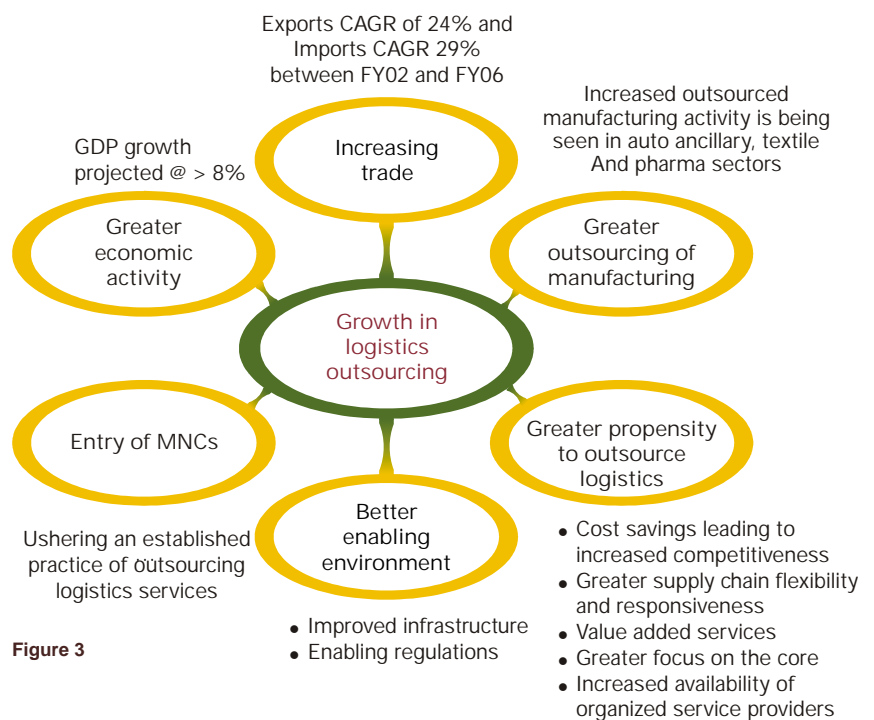 Exports CAGR of 24% and
Imports CAGR 29%
between FY02 and FY06
Increasing
trade
Increased outsourced
manufacturing activity is being
seen in auto ancillary, textile
And pharma sectors
Greater
outsourcing of
manufacturing
GDP growth
projected @ > 8%
Greater
economic
activity
Growth in
logistics
outsourcing
Entry of MNCs
Ushering an established
practice of outsourcing
logistics services
Better
enabling
environment
• Improved infrastructure
• Enabling regulations
Greater propensity
to outsource
logistics
• Cost savings leading to
increased competitiveness
• Greater supply chain flexibility
and responsiveness
• Value added services
• Greater focus on the core
• Increased availability of
organized service providers
Figure 3